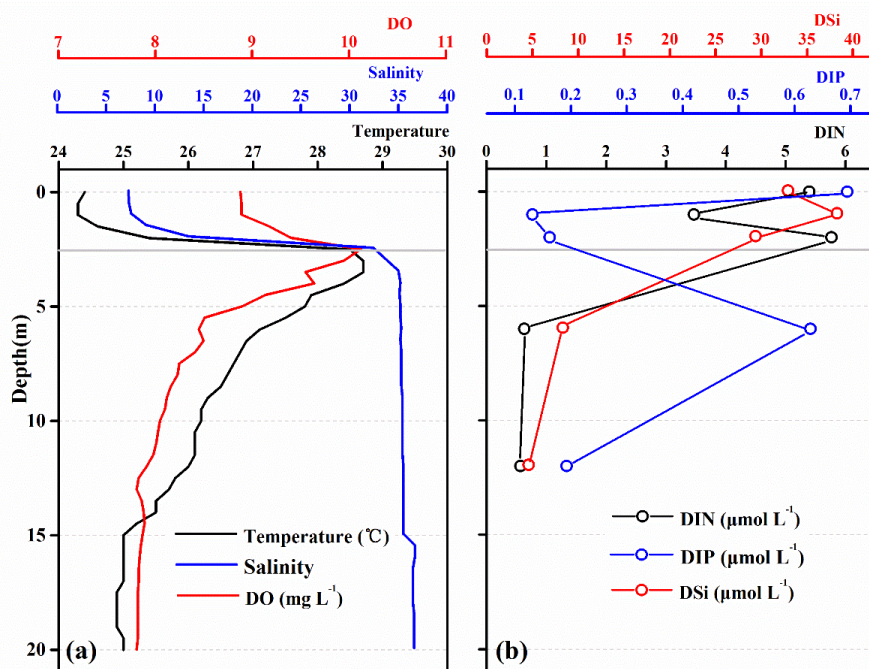 DO
7 8 9 10 11
Salinity
0 5 10 15 20 25 30 35 40
Temperature
24 25 26 27 28 29 30
Depth(m)
0
5
10
15
20
Temperature (℃)
Salinity
DO (mg L⁻¹)
(a)
DSi
0 5 10 15 20 25 30 35 40
DIP
0.1 0.2 0.3 0.4 0.5 0.6 0.7
DIN
0 1 2 3 4 5 6
DIN (μmol L⁻¹)
DIP (μmol L⁻¹)
DSi (μmol L⁻¹)
(b)